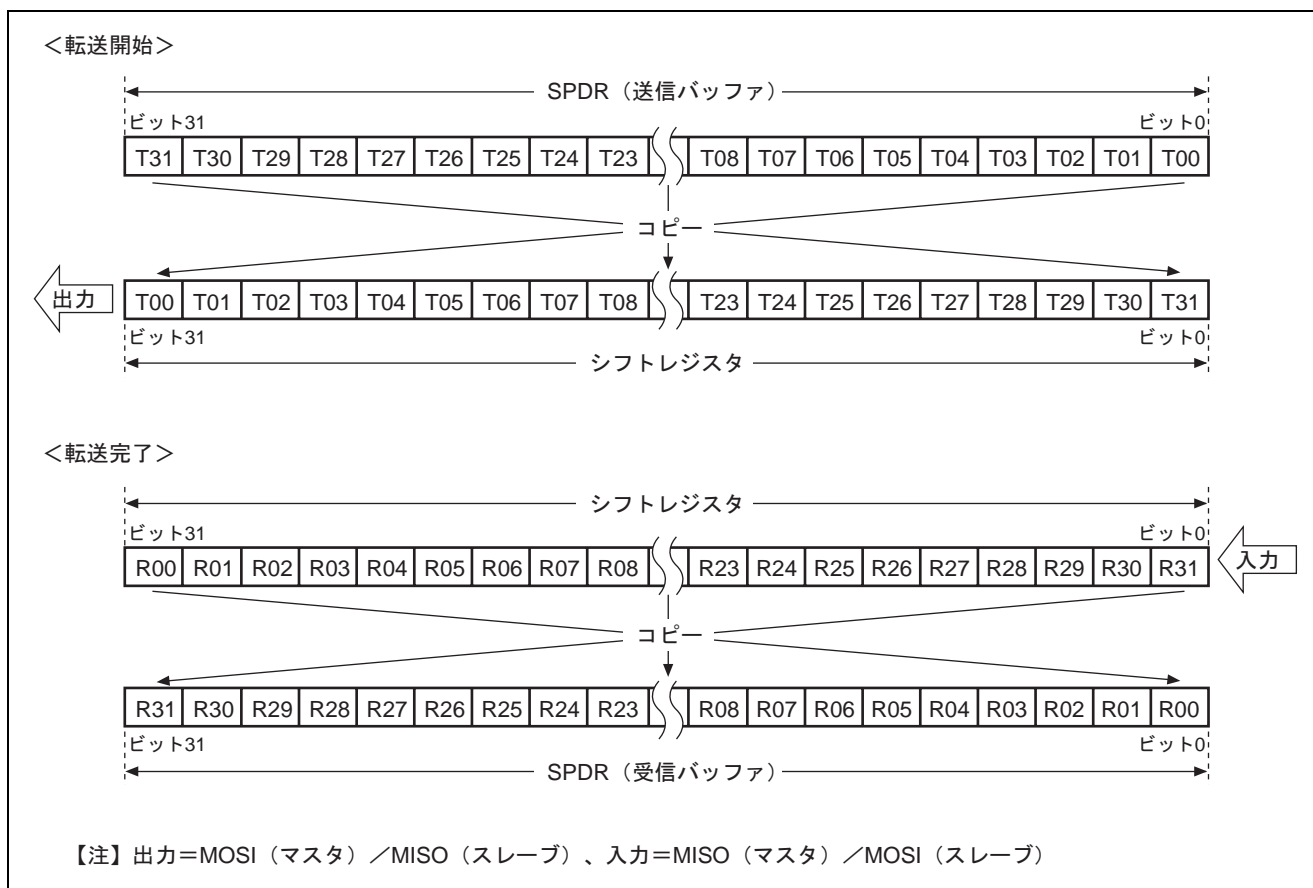 ＜転送開始＞
SPDR（送信バッファ）
ビット31 ビット0
T31 T30 T29 T28 T27 T26 T25 T24 T23 T08 T07 T06 T05 T04 T03 T02 T01 T00
コピー
出力 T00 T01 T02 T03 T04 T05 T06 T07 T08 T23 T24 T25 T26 T27 T28 T29 T30 T31
ビット31 ビット0
シフトレジスタ
＜転送完了＞
シフトレジスタ
ビット31 ビット0
R00 R01 R02 R03 R04 R05 R06 R07 R08 R23 R24 R25 R26 R27 R28 R29 R30 R31 入力
コピー
R31 R30 R29 R28 R27 R26 R25 R24 R23 R08 R07 R06 R05 R04 R03 R02 R01 R00
ビット31 ビット0
SPDR（受信バッファ）
【注】出力＝MOSI（マスタ）／MISO（スレーブ）、入力＝MISO（マスタ）／MOSI（スレーブ）